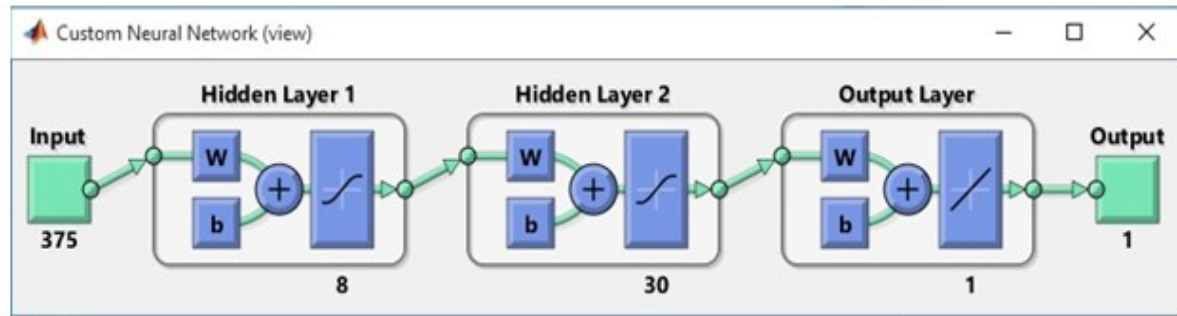 Custom Neural Network (view)
Hidden Layer 1
Hidden Layer 2
Output Layer
Input
Output
W
W
W
+
+
+
b
b
b
375
1
8
30
1